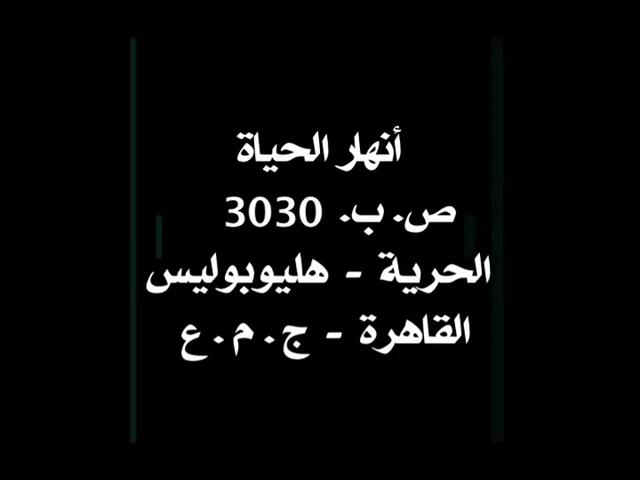 أنهار الحياة
ص. ب. 3030
الحرية - هليوبوليس
القاهرة - ج. م. ع